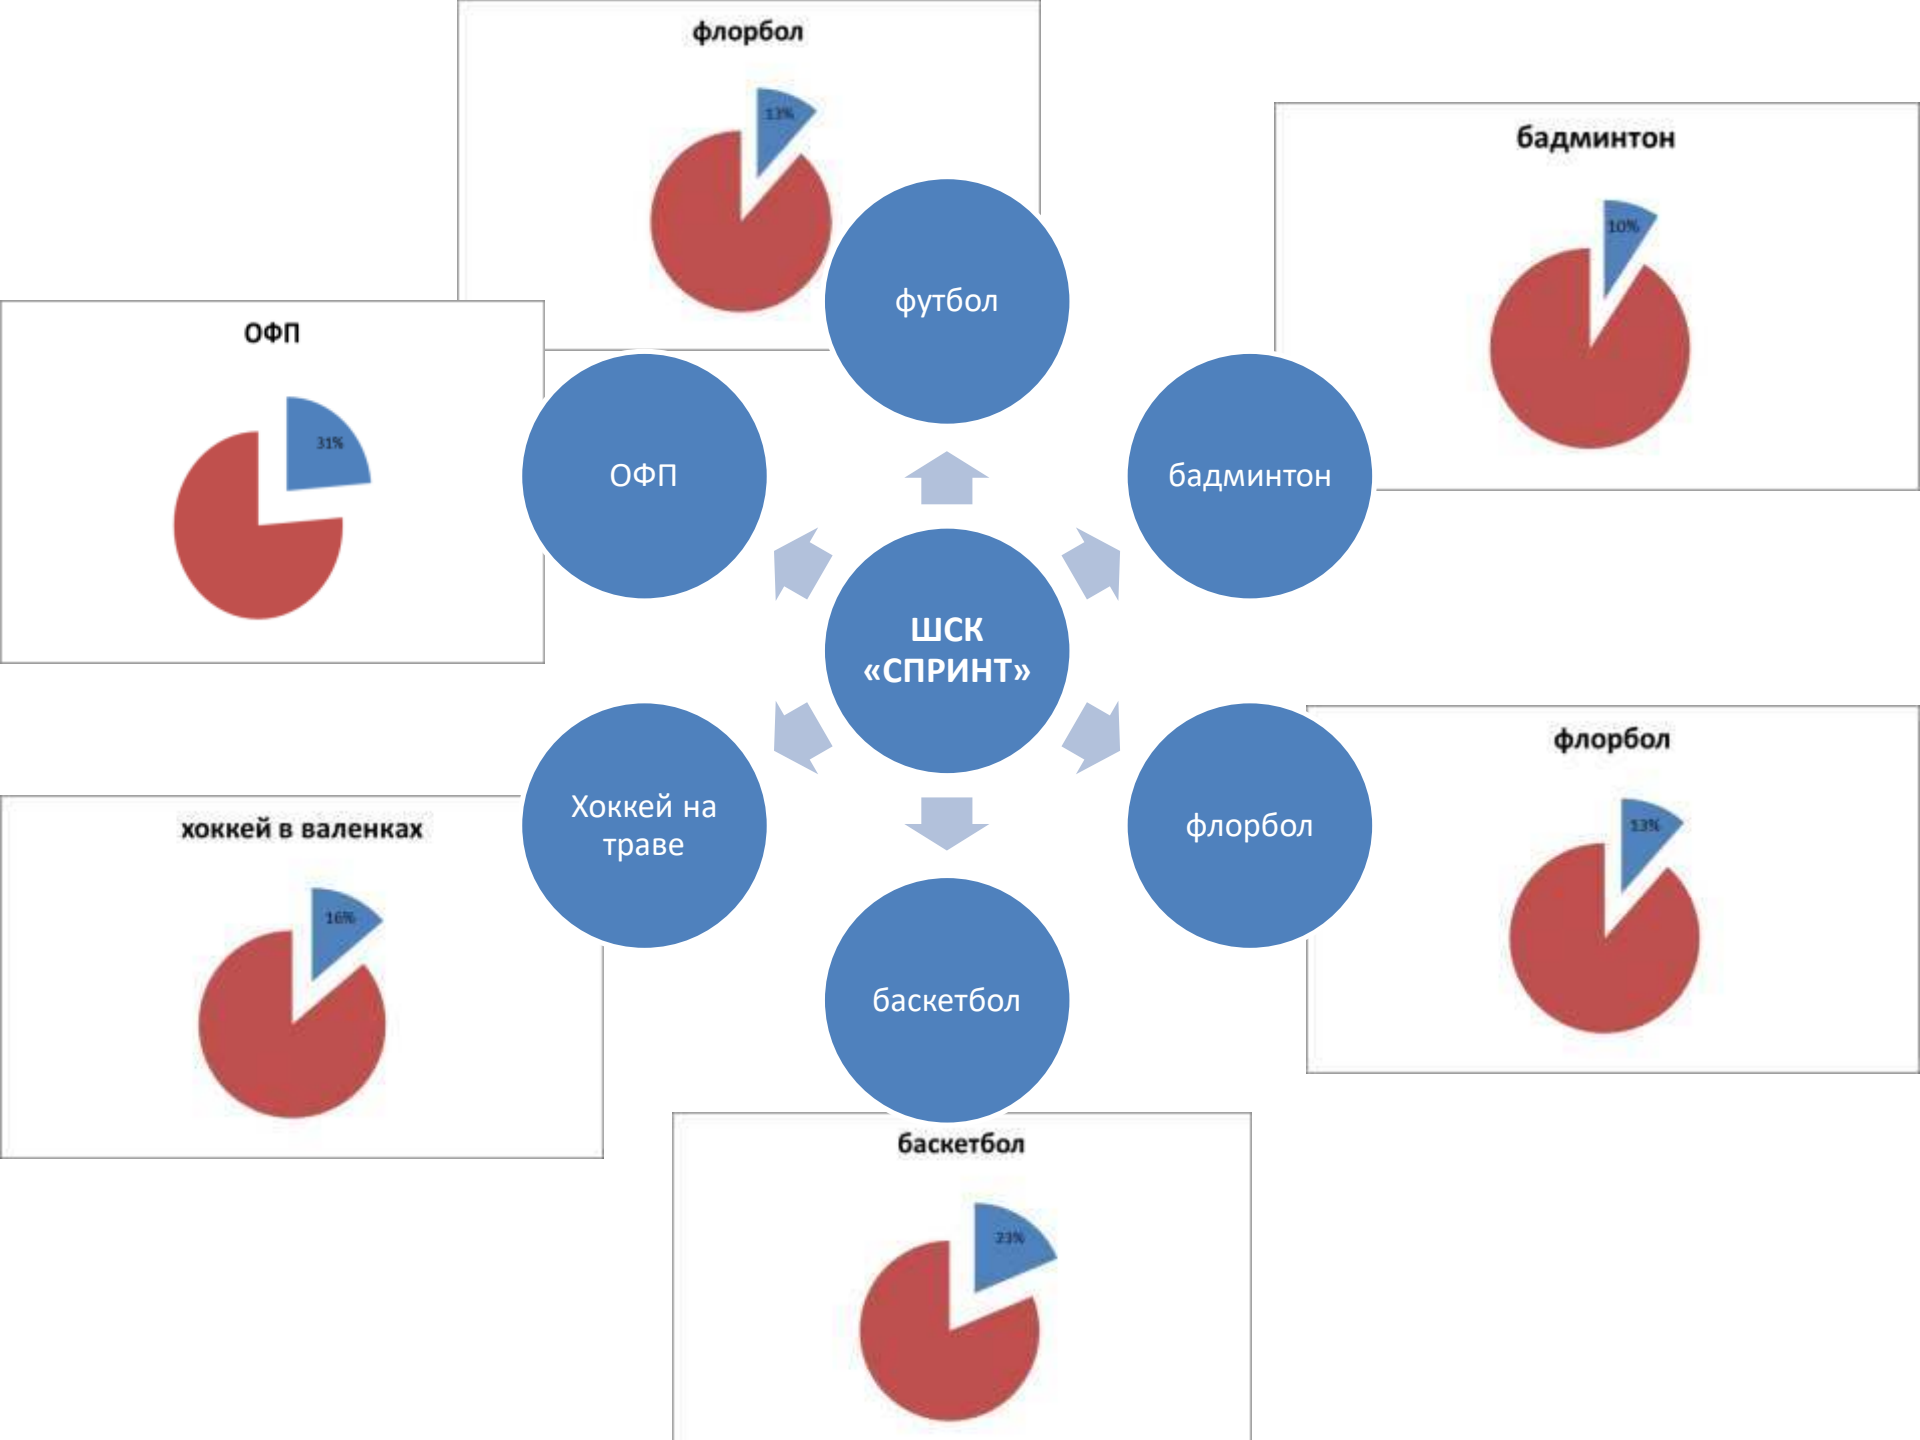 флорбол
13%
бадминтон
10%
футбол
ОФП
31%
ОФП
бадминтон
ШСК
«СПРИНТ»
флорбол
13%
хоккей в валенках
16%
Хоккей на
траве
флорбол
баскетбол
баскетбол
23%